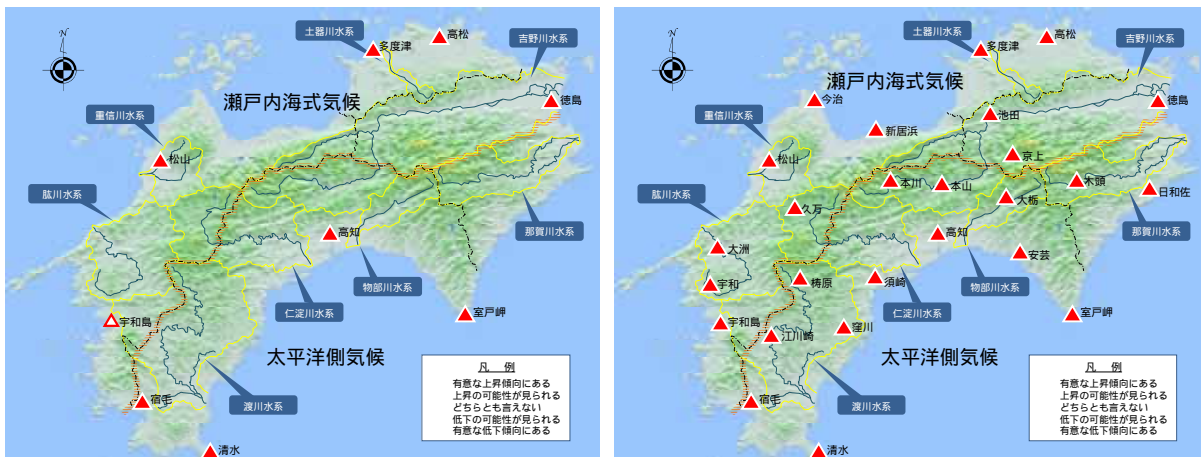 N
土器川水系
多度津
高松
吉野川水系
瀬戸内海式気候
徳島
重信川水系
松山
肱川水系
高知
那賀川水系
物部川水系
仁淀川水系
宇和島
室戸岬
太平洋側気候
渡川水系
宿毛
清水
凡 例
有意な上昇傾向にある
上昇の可能性が見られる
どちらとも言えない
低下の可能性が見られる
有意な低下傾向にある
N
土器川水系
多度津
高松
吉野川水系
瀬戸内海式気候
今治
徳島
池田
重信川水系
新居浜
松山
京上
肱川水系
本川
本山
木頭
日和佐
大栃
久万
高知
那賀川水系
大洲
安芸
物部川水系
宇和
梼原
須崎
仁淀川水系
室戸岬
宇和島
江川崎
窪川
太平洋側気候
渡川水系
宿毛
清水
凡 例
有意な上昇傾向にある
上昇の可能性が見られる
どちらとも言えない
低下の可能性が見られる
有意な低下傾向にある